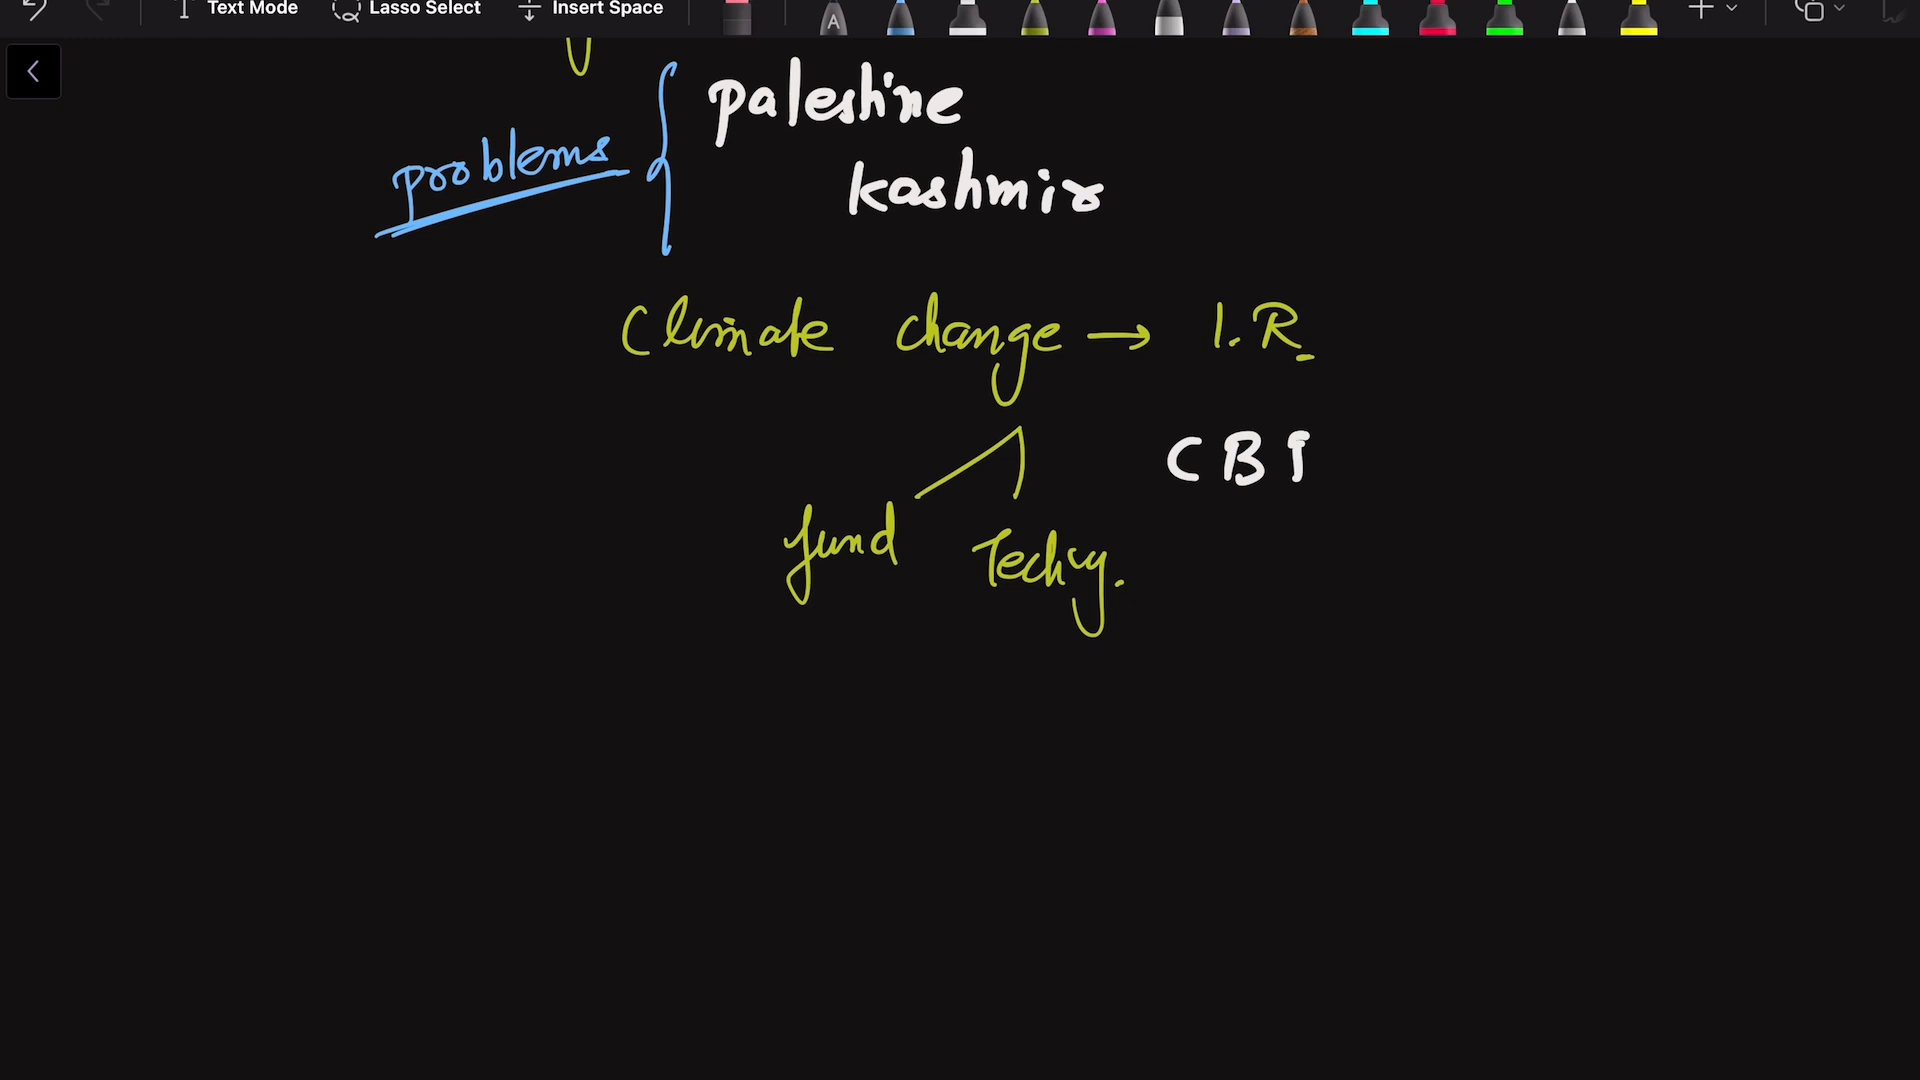 Text Mode Lasso Select Insert Space
A
problems { palestine
kashmir
Climate change → I.R.
CBI
fund Techy.